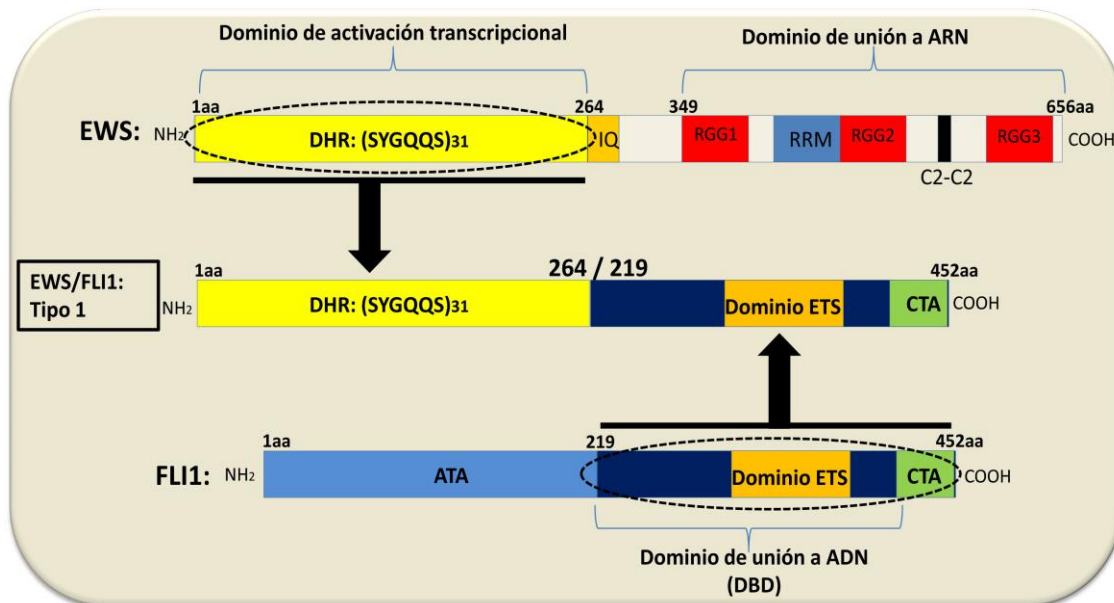 Dominio de activación transcripcional
Dominio de unión a ARN
1aa
264
349
656aa
EWS:
NH2
DHR: (SYGQQS)31
IQ
RGG1
RRM
RGG2
RGG3
COOH
C2-C2
EWS/FLI1:
Tipo 1
1aa
264 / 219
452aa
NH2
DHR: (SYGQQS)31
Dominio ETS
CTA
COOH
1aa
219
452aa
FLI1:
NH2
ATA
Dominio ETS
CTA
COOH
Dominio de unión a ADN
(DBD)